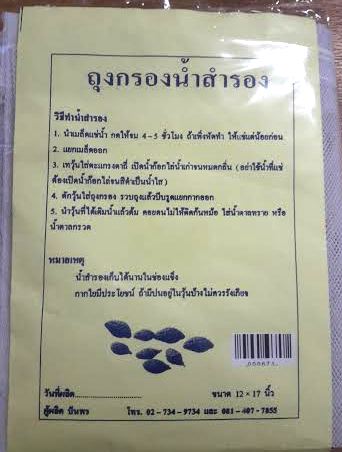 ถุงกรองน้ำสำรอง
วิธีทำน้ำสำรอง
1. นำเมล็ดแช่น้ำ กดให้จม 4-5 ชั่วโมง ถ้าเพิ่งหัดทำ ให้แช่แต่น้อยก่อน
2. แยกเมล็ดออก
3. เทวุ้นใส่ตะแกรงตาถี่ เปิดน้ำก๊อกใส่น้ำเก่าจนหมดกลิ่น (อย่าใช้น้ำที่แช่
ต้องเปิดน้ำก๊อกใส่จนสีดำเป็นน้ำใส)
4. ตักวุ้นใส่ถุงกรอง รวบถุงแล้วบีบรูดแยกกากออก
5. นำวุ้นที่ได้เติมน้ำแล้วต้ม คอยคนไม่ให้ติดก้นหม้อ ใส่น้ำตาลทราย หรือ
น้ำตาลกรวด
หมายเหตุ
น้ำสำรองเก็บได้นานในช่องแข็ง
กากใยมีประโยชน์ ถ้ามีปนอยู่ในวุ้นบ้างไม่ควรรังเกียจ
000673
วันที่ผลิต......................
ขนาด 12 × 17 นิ้ว
ผู้ผลิต ปิ่นพร
โทร. 02-734-9734 และ 081-407-7855